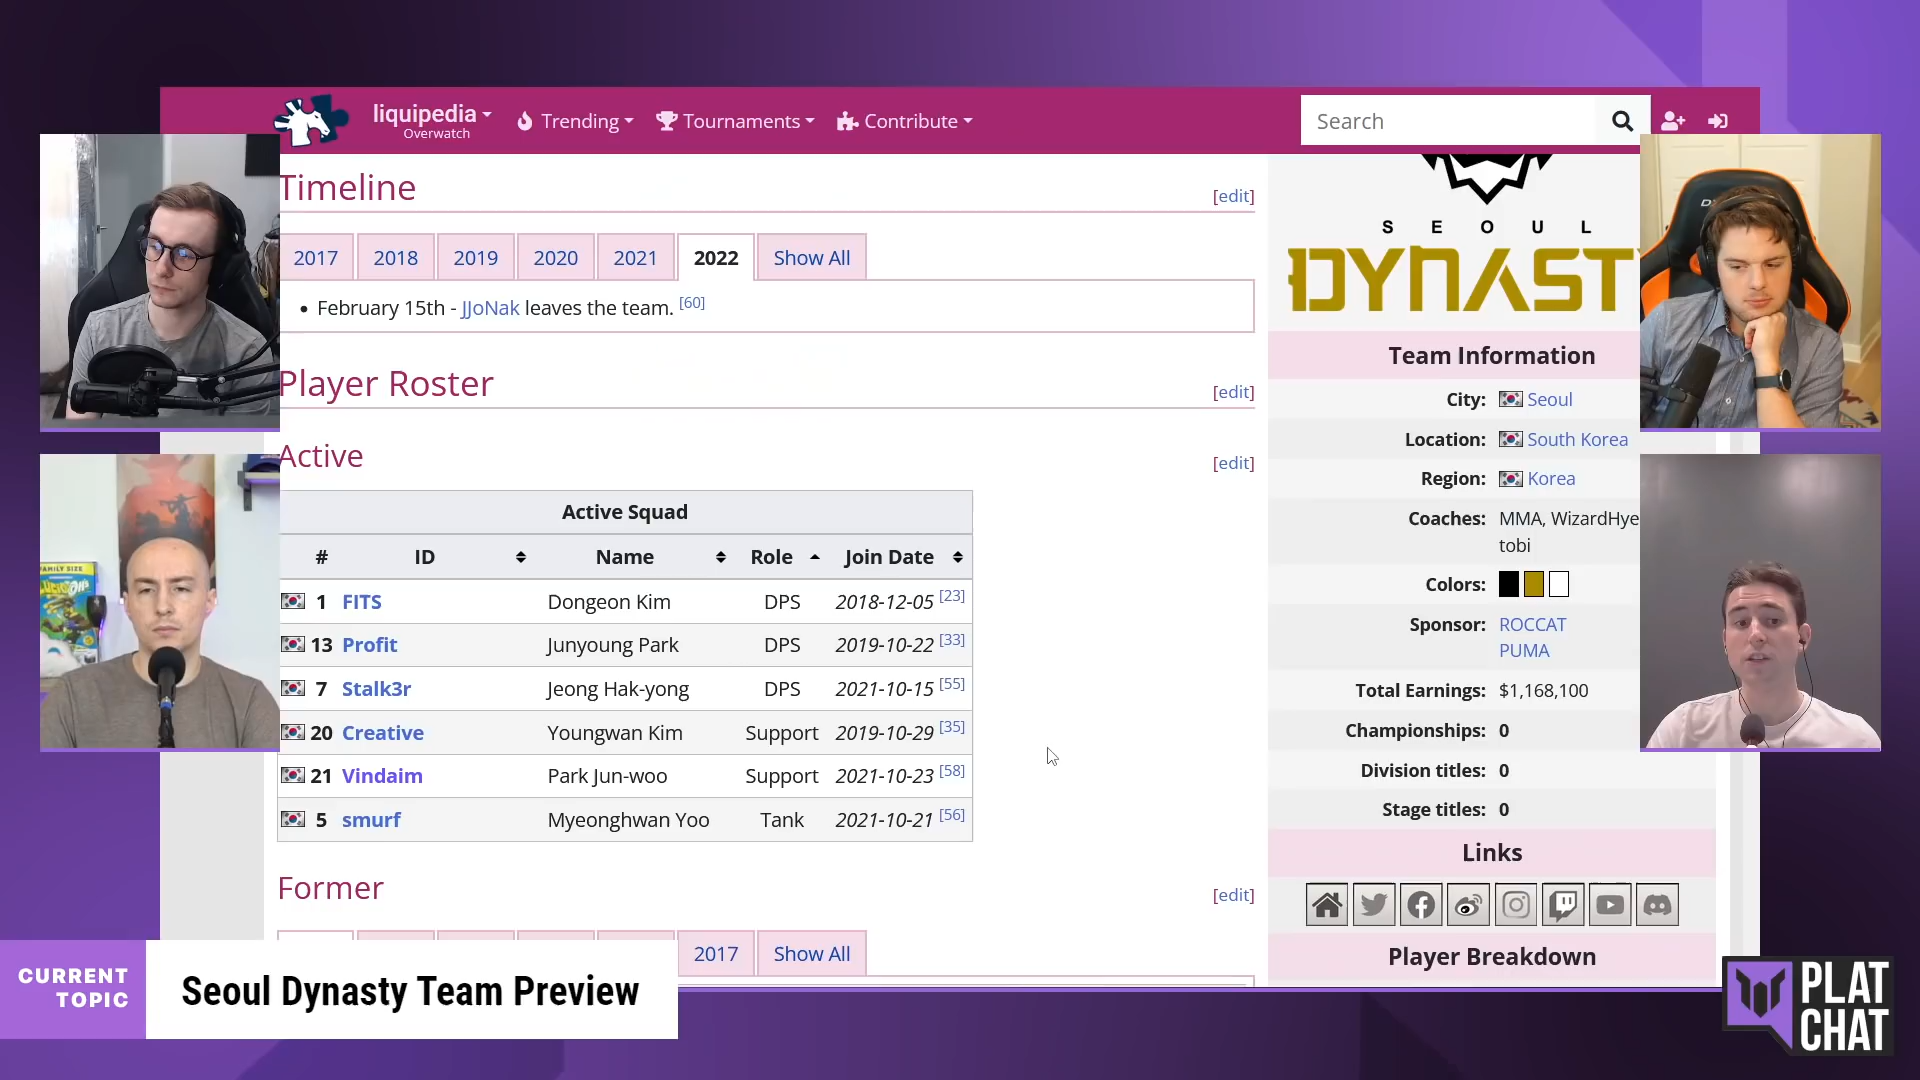 liquipedia
Overwatch
Trending
Tournaments
Contribute
Search
Timeline
[edit]
2017 2018 2019 2020 2021 2022 Show All
February 15th - JJoNak leaves the team. [60]
Player Roster
[edit]
Active
[edit]
Active Squad
# ID Name Role Join Date
1 FITS Dongeon Kim DPS 2018-12-05 [23]
13 Profit Junyoung Park DPS 2019-10-22 [33]
7 Stalk3r Jeong Hak-yong DPS 2021-10-15 [55]
20 Creative Youngwan Kim Support 2019-10-29 [35]
21 Vindaim Park Jun-woo Support 2021-10-23 [58]
5 smurf Myeonghwan Yoo Tank 2021-10-21 [56]
Former
[edit]
2017 Show All
SEOUL
DYNAST
Team Information
City: Seoul
Location: South Korea
Region: Korea
Coaches: MMA, WizardHye
tobi
Colors:
Sponsor: ROCCAT
PUMA
Total Earnings: $1,168,100
Championships: 0
Division titles: 0
Stage titles: 0
Links
Player Breakdown
FAMILY SIZE
CURRENT
TOPIC
Seoul Dynasty Team Preview
PLAT
CHAT